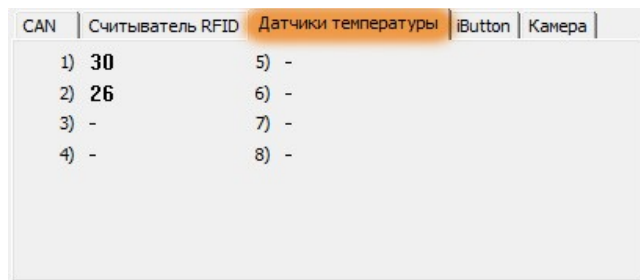 CAN Считыватель RFID Датчики температуры iButton Камера
1) 30 5) -
2) 26 6) -
3) - 7) -
4) - 8) -